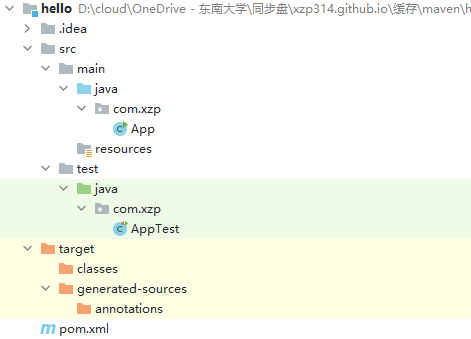 hello D:\cloud\OneDrive - 东南大学\同步盘\xzp314.github.io\缓存\maven\h
.idea
src
main
java
com.xzp
App
resources
test
java
com.xzp
AppTest
target
classes
generated-sources
annotations
pom.xml